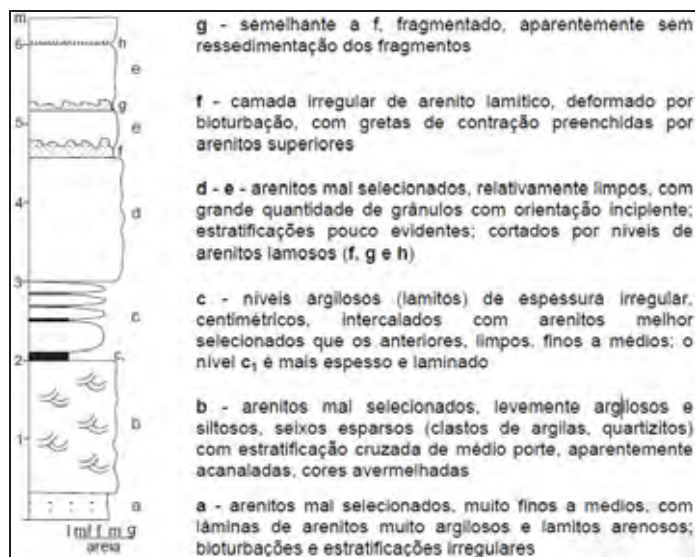 m
6
h
e
g
5
e
f
4
d
3
c
2
c₁
b
1
a
l mf f m g
areia
g - semelhante a f, fragmentado, aparentemente sem
ressedimentação dos fragmentos
f - camada irregular de arenito lamítico, deformado por
bioturbação, com gretas de contração preenchidas por
arenitos superiores
d - e - arenitos mal selecionados, relativamente limpos, com
grande quantidade de grânulos com orientação incipiente;
estratificações pouco evidentes; cortados por níveis de
arenitos lamosos (f, g e h)
c - níveis argilosos (lamitos) de espessura irregular,
centimétricos, intercalados com arenitos melhor
selecionados que os anteriores, limpos, finos a médios; o
nível c₁ é mais espesso e laminado
b - arenitos mal selecionados, levemente argilosos e
siltosos, seixos esparsos (clastos de argilas, quartizitos)
com estratificação cruzada de médio porte, aparentemente
acanaladas, cores avermelhadas
a - arenitos mal selecionados, muito finos a médios, com
lâminas de arenitos muito argilosos e lamitos arenosos;
bioturbações e estratificações irregulares